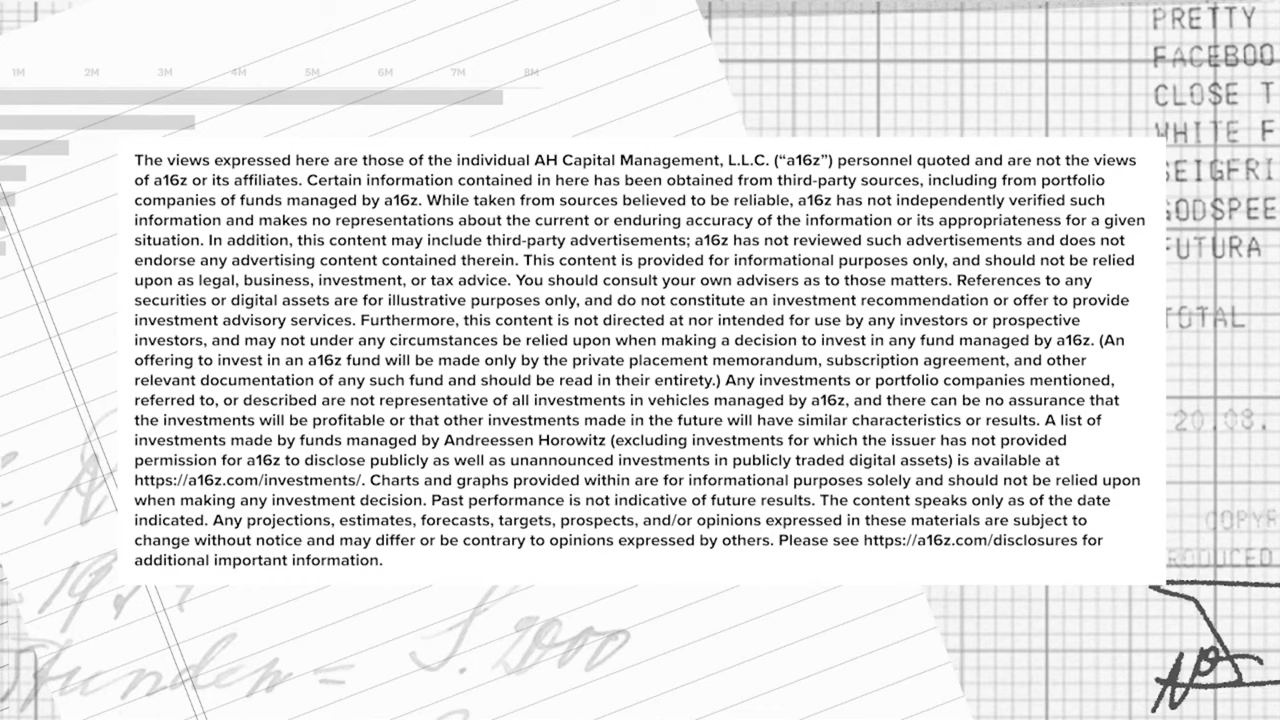 1M 2M 3M 4M 5M 6M 7M 8M
PRETTY
FACEBOO
CLOSE T
WHITE F
SEIGFRI
GODSPEE
FUTURA
TOTAL
20.08.
COPYR
RODUCED
The views expressed here are those of the individual AH Capital Management, L.L.C. (“a16z”) personnel quoted and are not the views
of a16z or its affiliates. Certain information contained in here has been obtained from third-party sources, including from portfolio
companies of funds managed by a16z. While taken from sources believed to be reliable, a16z has not independently verified such
information and makes no representations about the current or enduring accuracy of the information or its appropriateness for a given
situation. In addition, this content may include third-party advertisements; a16z has not reviewed such advertisements and does not
endorse any advertising content contained therein. This content is provided for informational purposes only, and should not be relied
upon as legal, business, investment, or tax advice. You should consult your own advisers as to those matters. References to any
securities or digital assets are for illustrative purposes only, and do not constitute an investment recommendation or offer to provide
investment advisory services. Furthermore, this content is not directed at nor intended for use by any investors or prospective
investors, and may not under any circumstances be relied upon when making a decision to invest in any fund managed by a16z. (An
offering to invest in an a16z fund will be made only by the private placement memorandum, subscription agreement, and other
relevant documentation of any such fund and should be read in their entirety.) Any investments or portfolio companies mentioned,
referred to, or described are not representative of all investments in vehicles managed by a16z, and there can be no assurance that
the investments will be profitable or that other investments made in the future will have similar characteristics or results. A list of
investments made by funds managed by Andreessen Horowitz (excluding investments for which the issuer has not provided
permission for a16z to disclose publicly as well as unannounced investments in publicly traded digital assets) is available at
https://a16z.com/investments/. Charts and graphs provided within are for informational purposes solely and should not be relied upon
when making any investment decision. Past performance is not indicative of future results. The content speaks only as of the date
indicated. Any projections, estimates, forecasts, targets, prospects, and/or opinions expressed in these materials are subject to
change without notice and may differ or be contrary to opinions expressed by others. Please see https://a16z.com/disclosures for
additional important information.